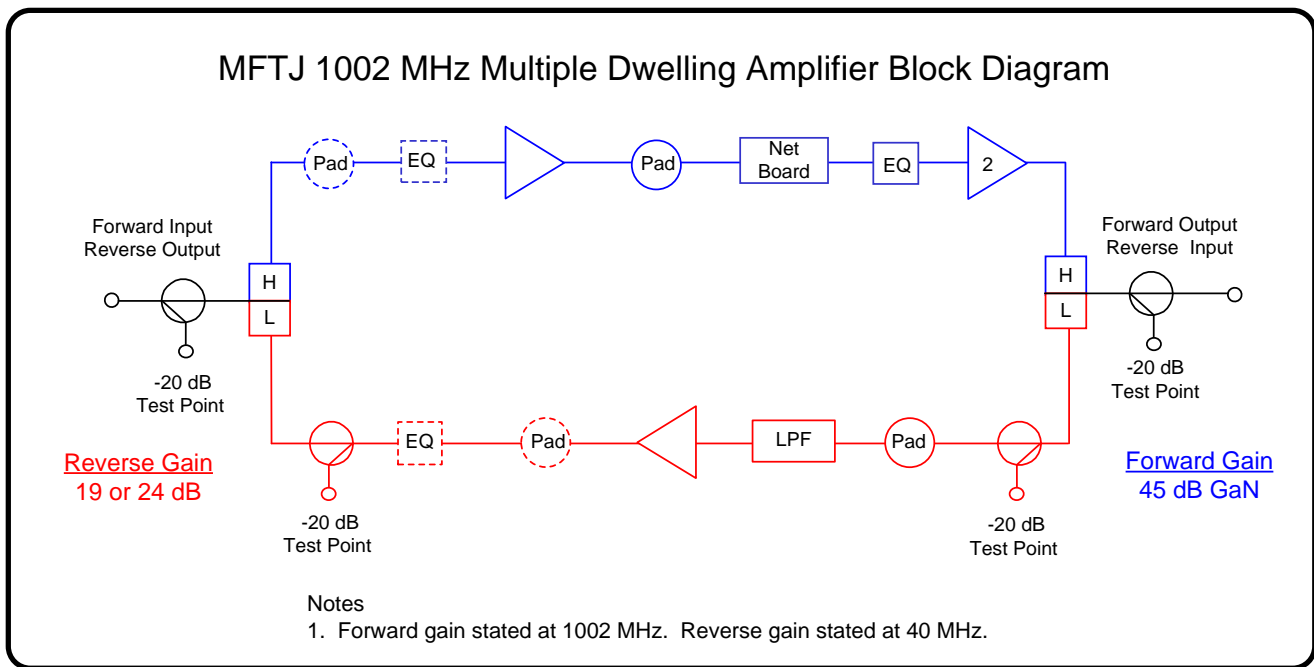 MFTJ 1002 MHz Multiple Dwelling Amplifier Block Diagram
Pad
EQ
Pad
Net
Board
EQ
2
Forward Input
Reverse Output
H
L
-20 dB
Test Point
Forward Output
Reverse Input
H
L
-20 dB
Test Point
Reverse Gain
19 or 24 dB
EQ
Pad
LPF
Pad
-20 dB
Test Point
-20 dB
Test Point
Forward Gain
45 dB GaN
Notes
1. Forward gain stated at 1002 MHz. Reverse gain stated at 40 MHz.